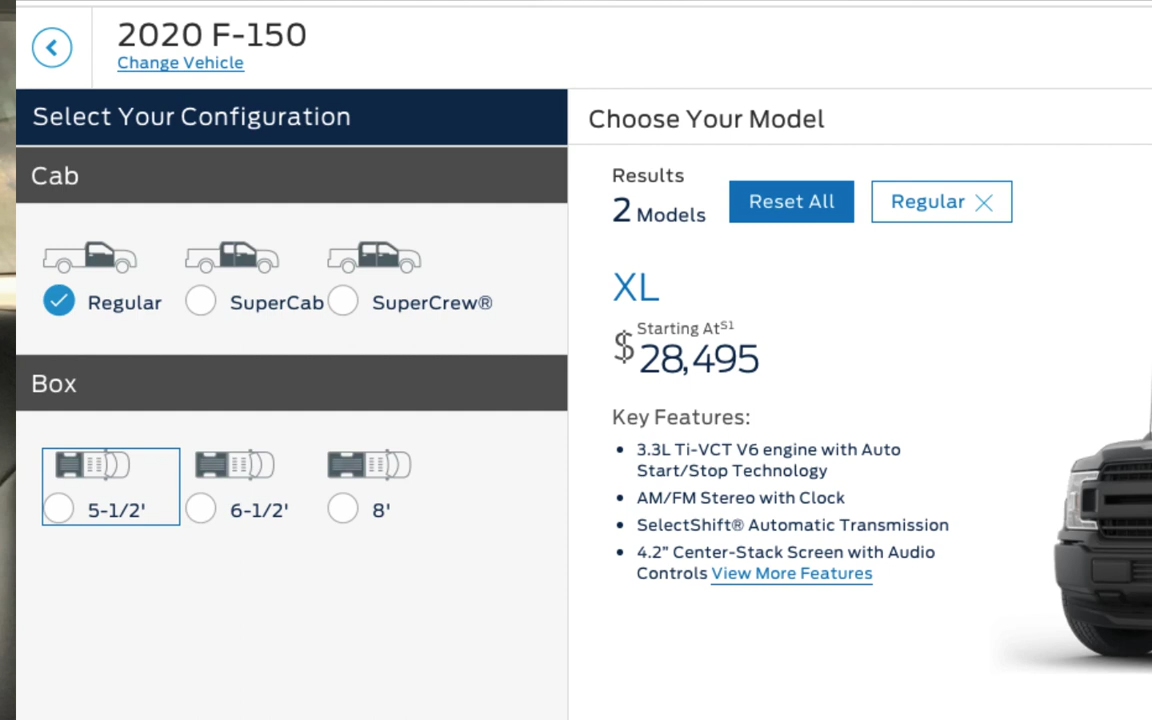 2020 F-150
Change Vehicle
Select Your Configuration
Cab
Regular
SuperCab
SuperCrew®
Box
5-1/2'
6-1/2'
8'
Choose Your Model
Results
2 Models
Reset All
Regular
XL
Starting At S1
$28,495
Key Features:
• 3.3L Ti-VCT V6 engine with Auto
Start/Stop Technology
• AM/FM Stereo with Clock
• SelectShift® Automatic Transmission
• 4.2” Center-Stack Screen with Audio
Controls View More Features